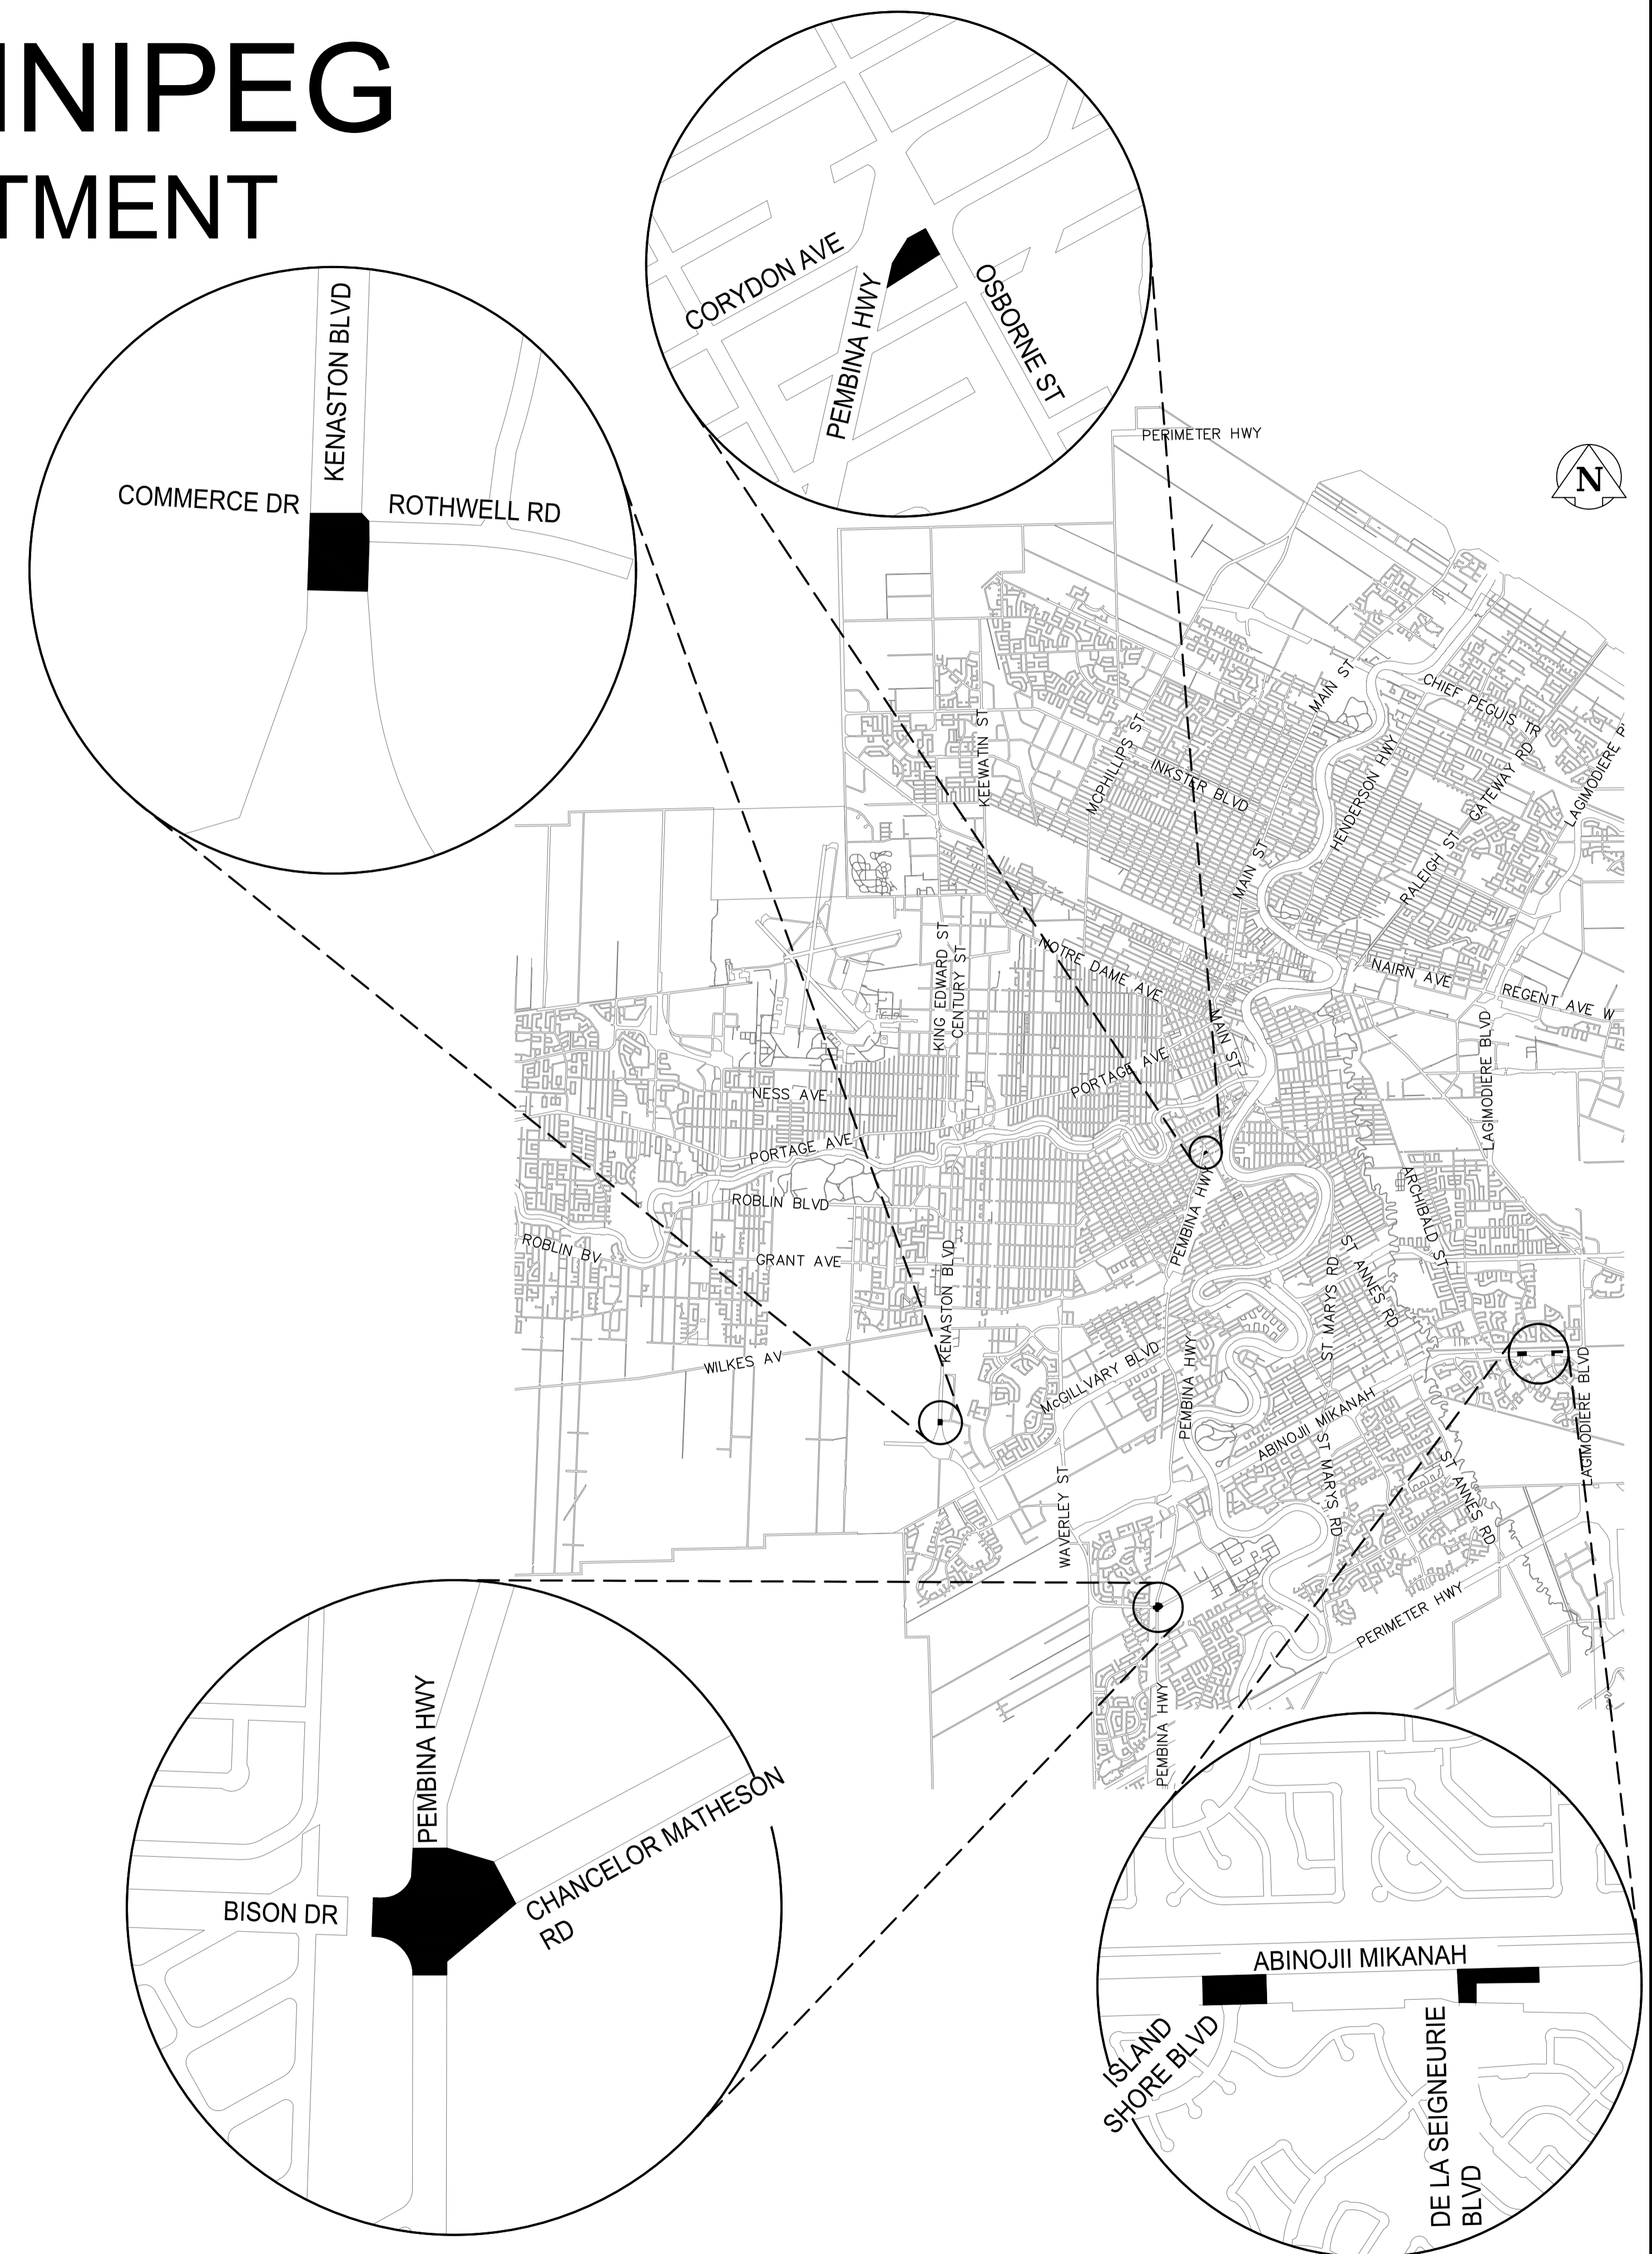 NNIPEG
TMENT
CORYDON AVE
PEMBINA HWY
OSBORNE ST
KENASTON BLVD
COMMERCE DR
ROTHWELL RD
PERIMETER HWY
N
MAIN ST
CHIEF PEGUIS TR
KEEWATIN ST
MCPHILLIPS ST
INKSTER BLVD
HENDERSON HWY
GATEWAY RD
LAGIMODIERE P
RALEIGH ST
MAIN ST
KING EDWARD ST
CENTURY ST
NOTRE DAME AVE
NAIRN AVE
REGENT AVE W
MAIN ST
LAGIMODIERE BLVD
NESS AVE
PORTAGE AVE
PORTAGE AVE
ROBLIN BLVD
ROBLIN BV
GRANT AVE
PEMBINA HWY
ARCHIBALD ST
KENASTON BLVD
ST MARYS RD
ST ANNES RD
WILKES AV
McGILLVARY BLVD
PEMBINA HWY
LAGIMODIERE BLVD
ABINOJII MIKANAH
ST MARYS RD
ST ANNES RD
WAVERLEY ST
PERIMETER HWY
PEMBINA HWY
PEMBINA HWY
BISON DR
CHANCELOR MATHESON
RD
ABINOJII MIKANAH
ISLAND
SHORE BLVD
DE LA SEIGNEURIE
BLVD